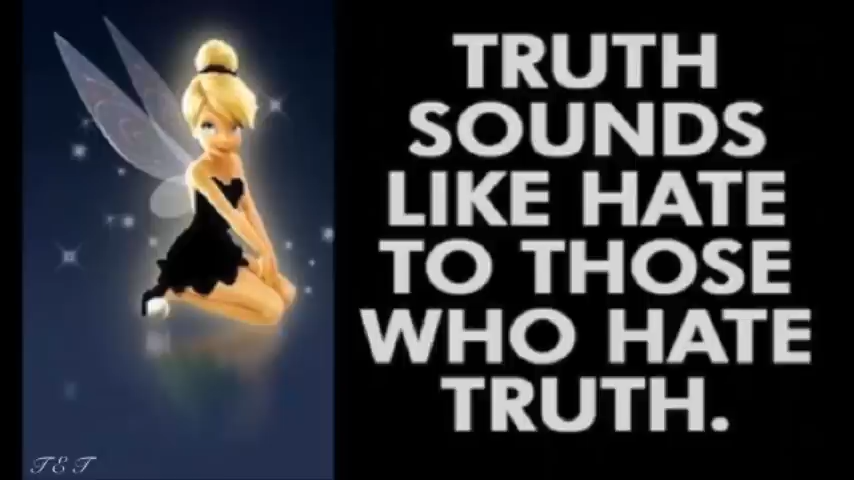 TRUTH
SOUNDS
LIKE HATE
TO THOSE
WHO HATE
TRUTH.
T&T